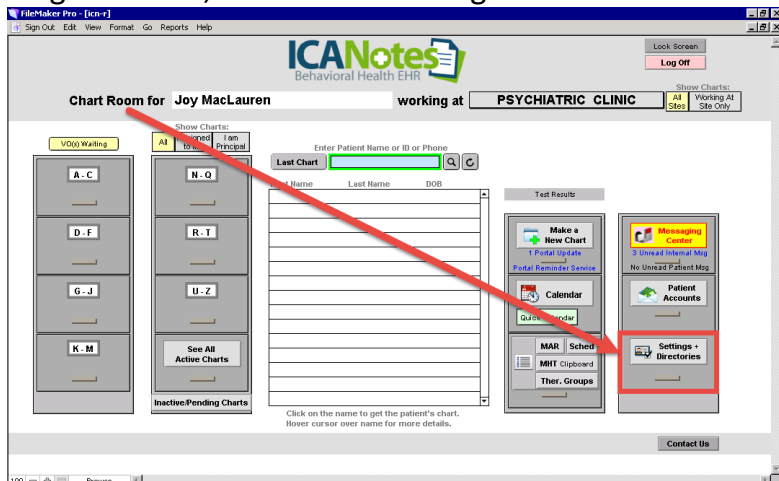 FileMaker Pro - [icn-r]
Sign Out Edit View Format Go Reports Help
ICANotes
Behavioral Health EHR
Lock Screen
Log Off
Chart Room for Joy MacLauren working at PSYCHIATRIC CLINIC
Show Charts:
All Sites
Working At Site Only
VO(s) Waiting
Show Charts:
All
to
I am Principal
Enter Patient Name or ID or Phone
Last Chart
Name Last Name DOB
Test Results
A - C
N - Q
D - F
R - T
G - J
U - Z
K - M
See All Active Charts
Inactive/Pending Charts
Make a New Chart
1 Portal Update
Portal Reminder Service
Messaging Center
3 Unread Internal Msg
No Unread Patient Msg
Calendar
Patient Accounts
MAR Sched
MHT Clipboard
Ther. Groups
Settings + Directories
Click on the name to get the patient's chart.
Hover cursor over name for more details.
Contact Us
100
Browse